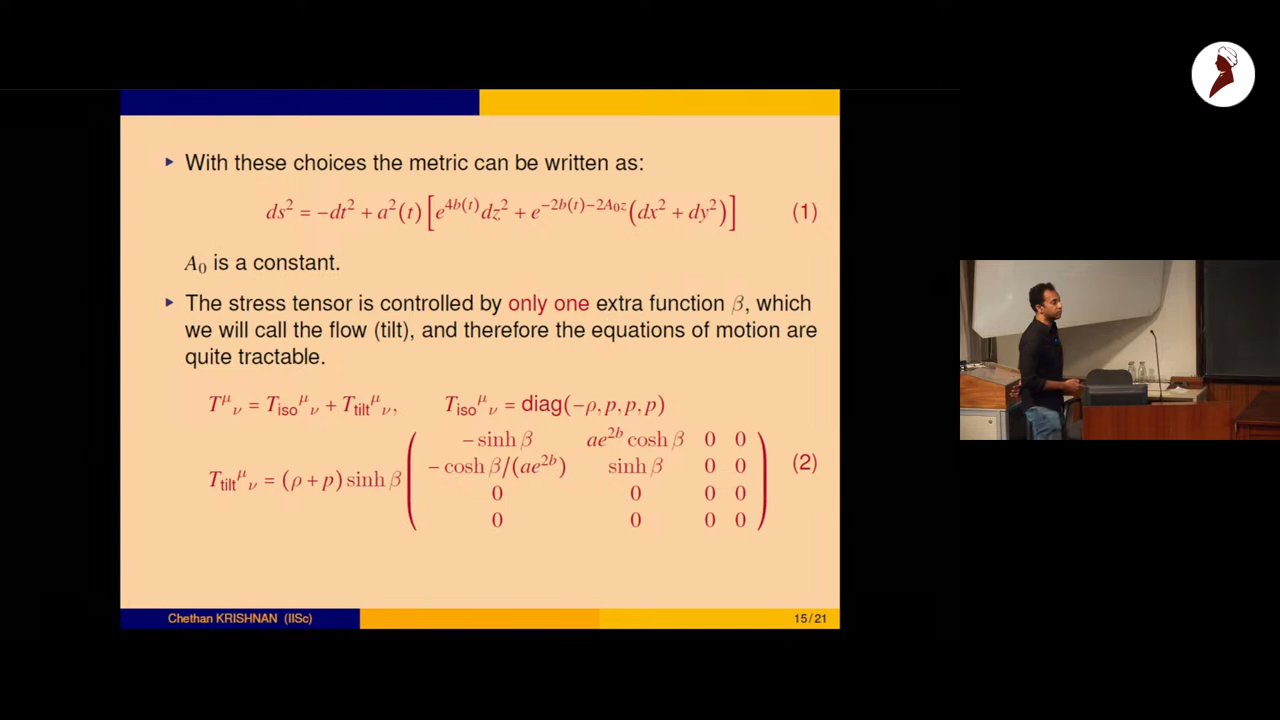 ▸ With these choices the metric can be written as:
ds² = −dt² + a²(t) [e^{4b(t)}dz² + e^{−2b(t)−2A₀z}(dx² + dy²)] (1)
A₀ is a constant.
▸ The stress tensor is controlled by only one extra function β, which
we will call the flow (tilt), and therefore the equations of motion are
quite tractable.
T^μ_ν = T_iso^μ_ν + T_tilt^μ_ν, T_iso^μ_ν = diag(−ρ, p, p, p)
− sinh β ae^{2b} cosh β 0 0
− cosh β/(ae^{2b}) sinh β 0 0
T_tilt^μ_ν = (ρ + p) sinh β (2)
0 0 0 0
0 0 0 0
Chethan KRISHNAN (IISc) 15/21